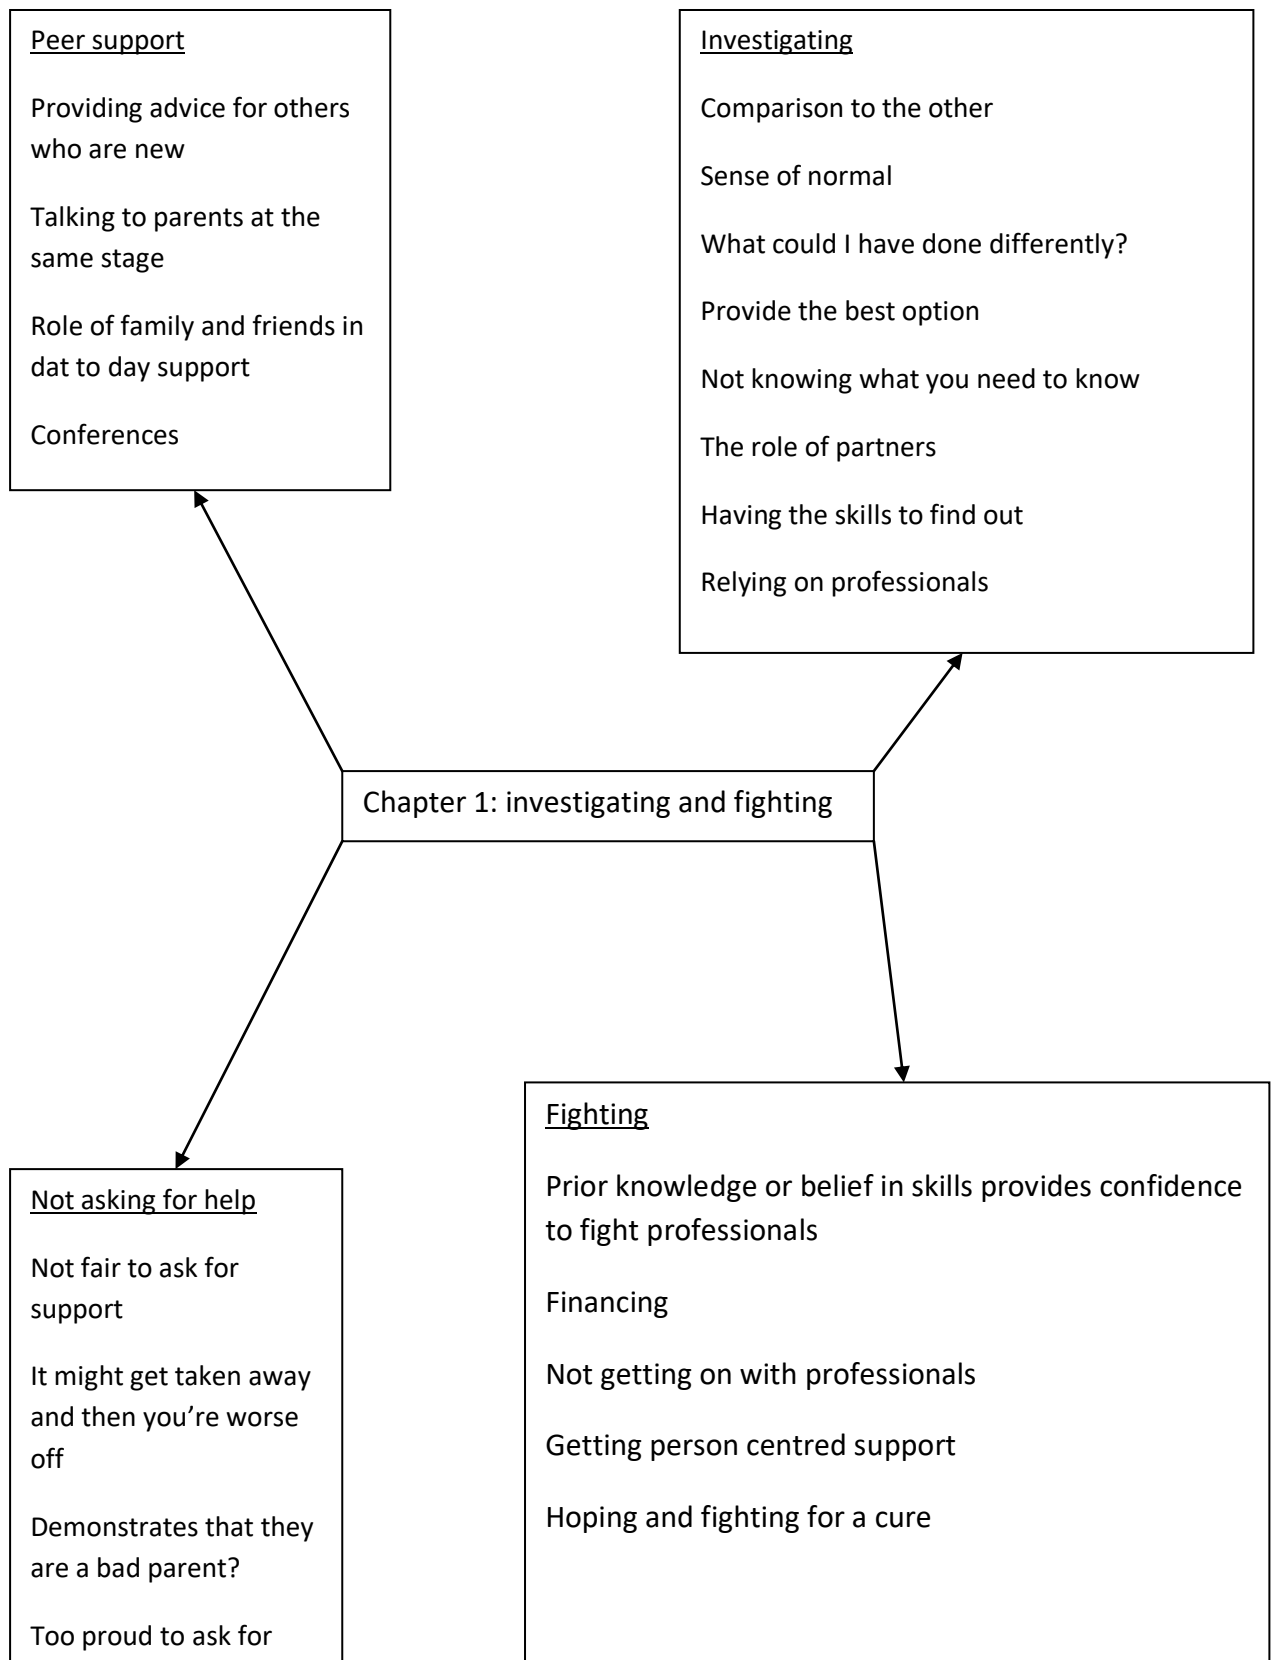 Peer support
Providing advice for others
who are new
Talking to parents at the
same stage
Role of family and friends in
dat to day support
Conferences
Investigating
Comparison to the other
Sense of normal
What could I have done differently?
Provide the best option
Not knowing what you need to know
The role of partners
Having the skills to find out
Relying on professionals
Chapter 1: investigating and fighting
Not asking for help
Not fair to ask for
support
It might get taken away
and then you’re worse
off
Demonstrates that they
are a bad parent?
Too proud to ask for
Fighting
Prior knowledge or belief in skills provides confidence
to fight professionals
Financing
Not getting on with professionals
Getting person centred support
Hoping and fighting for a cure